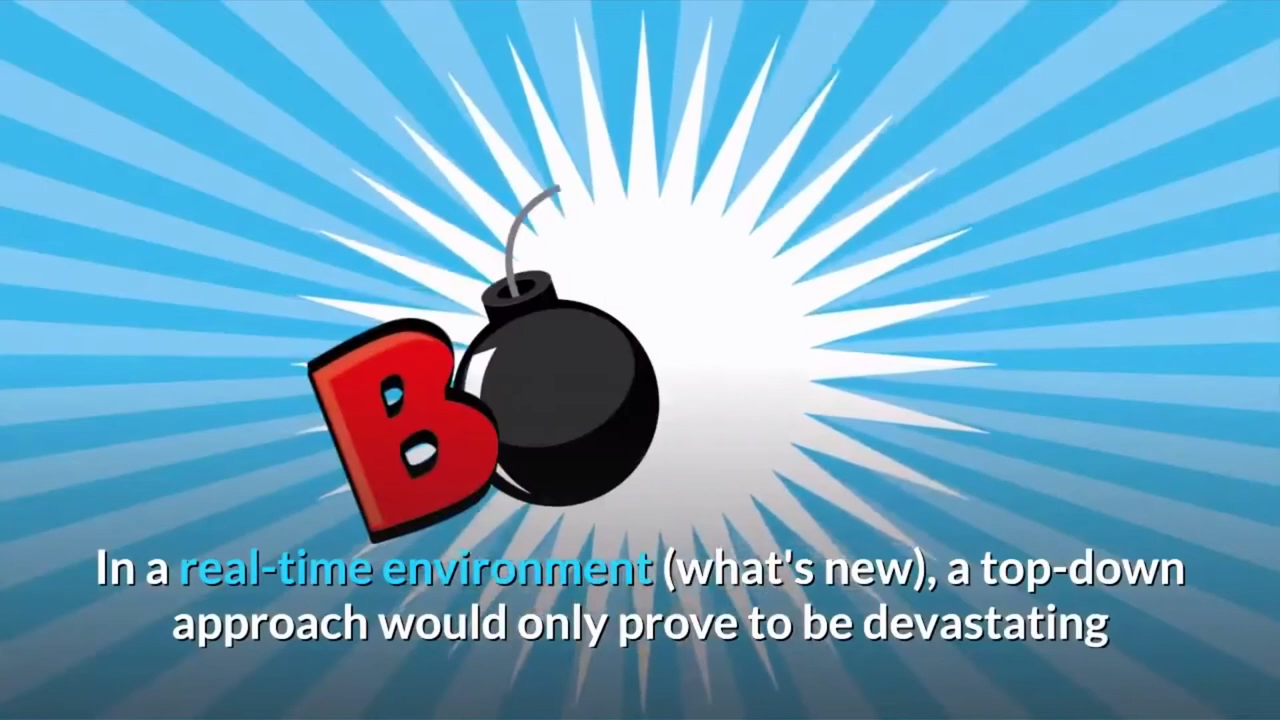 B
In a real-time environment (what's new), a top-down
approach would only prove to be devastating